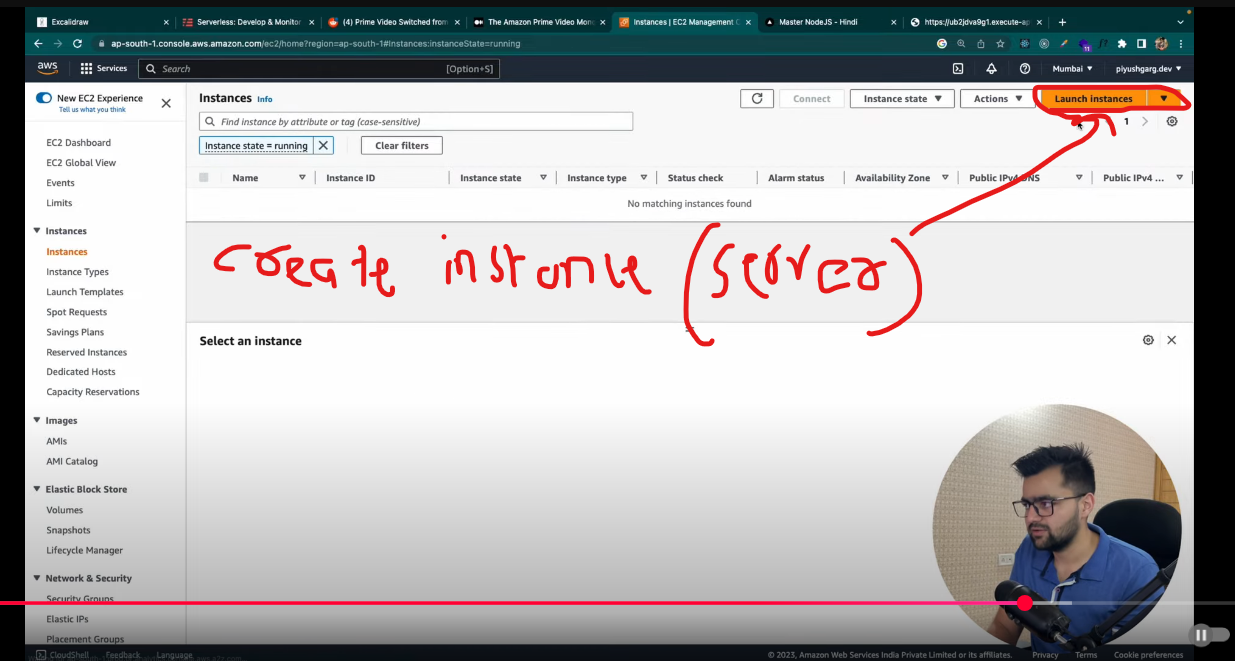 Excalidraw
Serverless: Develop & Monitor
(4) Prime Video Switched from
The Amazon Prime Video Mon
Instances | EC2 Management C
Master NodeJS - Hindi
https://ub2jdva9g1.execute-ap
ap-south-1.console.aws.amazon.com/ec2/home?region=ap-south-1#Instances:instanceState=running
11
aws
Services
Search
[Option+S]
Mumbai
piyushgarg.dev
New EC2 Experience
Tell us what you think
Instances Info
Connect
Instance state
Actions
Launch instances
Find instance by attribute or tag (case-sensitive)
1
Instance state = running
Clear filters
Name
Instance ID
Instance state
Instance type
Status check
Alarm status
Availability Zone
Public IPv4 DNS
Public IPv4 ...
No matching instances found
create instance (server)
Select an instance
EC2 Dashboard
EC2 Global View
Events
Limits
Instances
Instances
Instance Types
Launch Templates
Spot Requests
Savings Plans
Reserved Instances
Dedicated Hosts
Capacity Reservations
Images
AMIs
AMI Catalog
Elastic Block Store
Volumes
Snapshots
Lifecycle Manager
Network & Security
Security Groups
Elastic IPs
Placement Groups
CloudShell
Feedback
Language
© 2023, Amazon Web Services India Private Limited or its affiliates.
Privacy
Terms
Cookie preferences